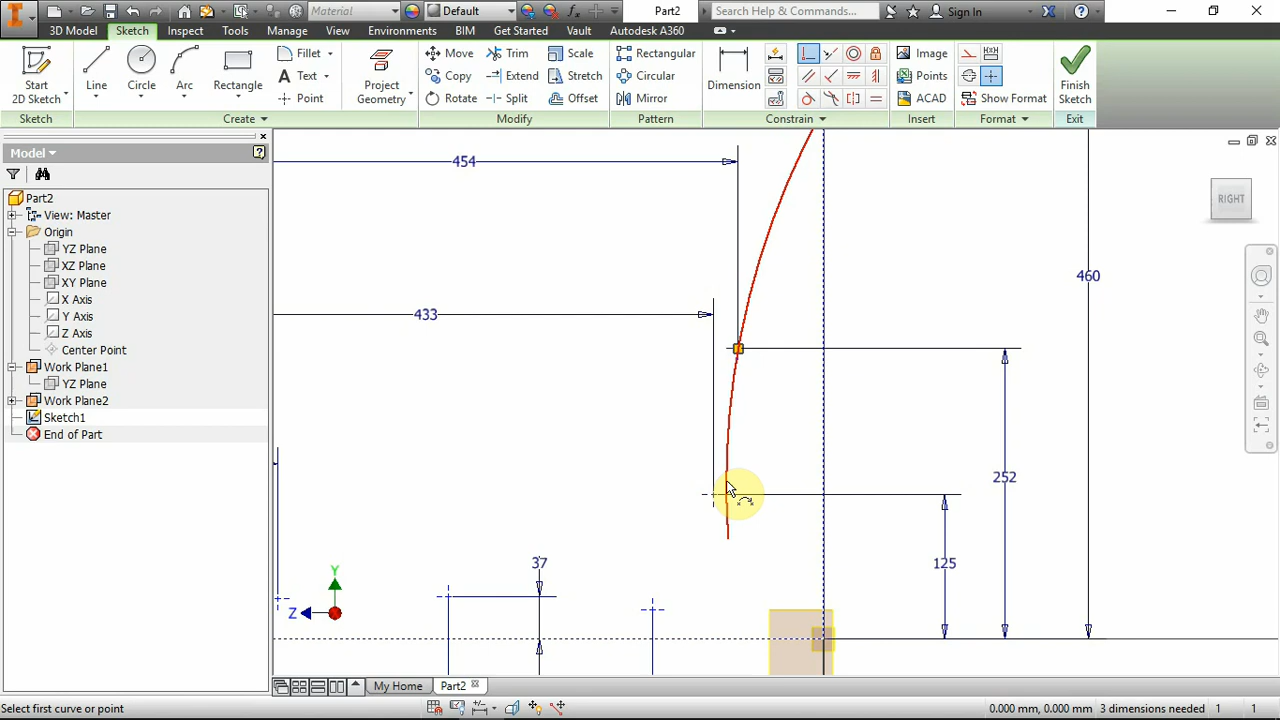 Material
Default
Part2
Search Help & Commands...
Sign In
3D Model
Sketch
Inspect
Tools
Manage
View
Environments
BIM
Get Started
Vault
Autodesk A360
Start
2D Sketch
Line
Circle
Arc
Rectangle
Fillet
Text
Point
Project
Geometry
Move
Copy
Rotate
Trim
Extend
Split
Scale
Stretch
Offset
Rectangular
Circular
Mirror
Dimension
Image
Points
ACAD
Show Format
Finish
Sketch
Sketch
Create
Modify
Pattern
Constrain
Insert
Format
Exit
Model
Part2
View: Master
Origin
YZ Plane
XZ Plane
XY Plane
X Axis
Y Axis
Z Axis
Center Point
Work Plane1
YZ Plane
Work Plane2
Sketch1
End of Part
454
RIGHT
460
433
252
125
37
Y
Z
My Home
Part2
Select first curve or point
0.000 mm, 0.000 mm
3 dimensions needed
1
1